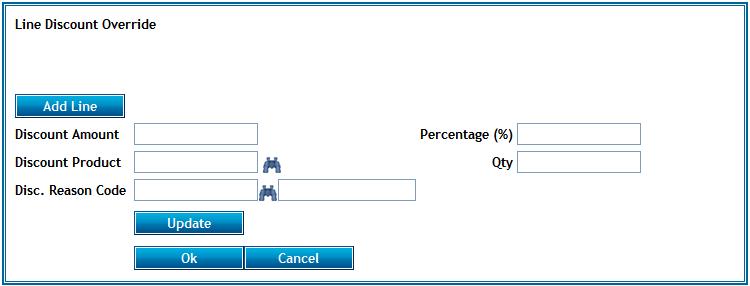 Line Discount Override
Add Line
Discount Amount
Percentage (%)
Discount Product
Qty
Disc. Reason Code
Update
Ok
Cancel